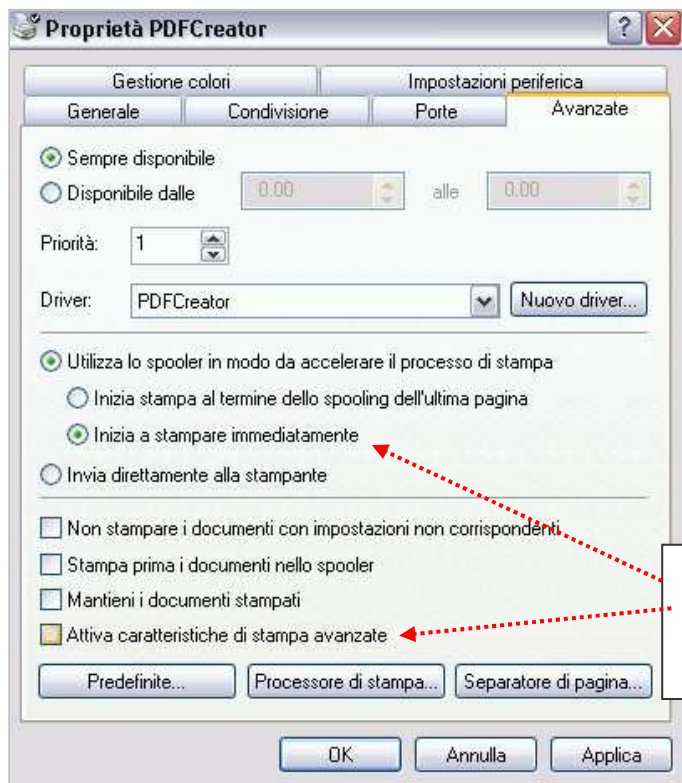 Proprietà PDFCreator
Gestione colori Impostazioni periferica
Generale Condivisione Porte Avanzate
Sempre disponibile
Disponibile dalle 0.00 alle 0.00
Priorità: 1
Driver: PDFCreator Nuovo driver...
Utilizza lo spooler in modo da accelerare il processo di stampa
Inizia stampa al termine dello spooling dell'ultima pagina
Inizia a stampare immediatamente
Invia direttamente alla stampante
Non stampare i documenti con impostazioni non corrispondenti
Stampa prima i documenti nello spooler
Mantieni i documenti stampati
Attiva caratteristiche di stampa avanzate
Predefinite... Processore di stampa... Separatore di pagina...
OK Annulla Applica